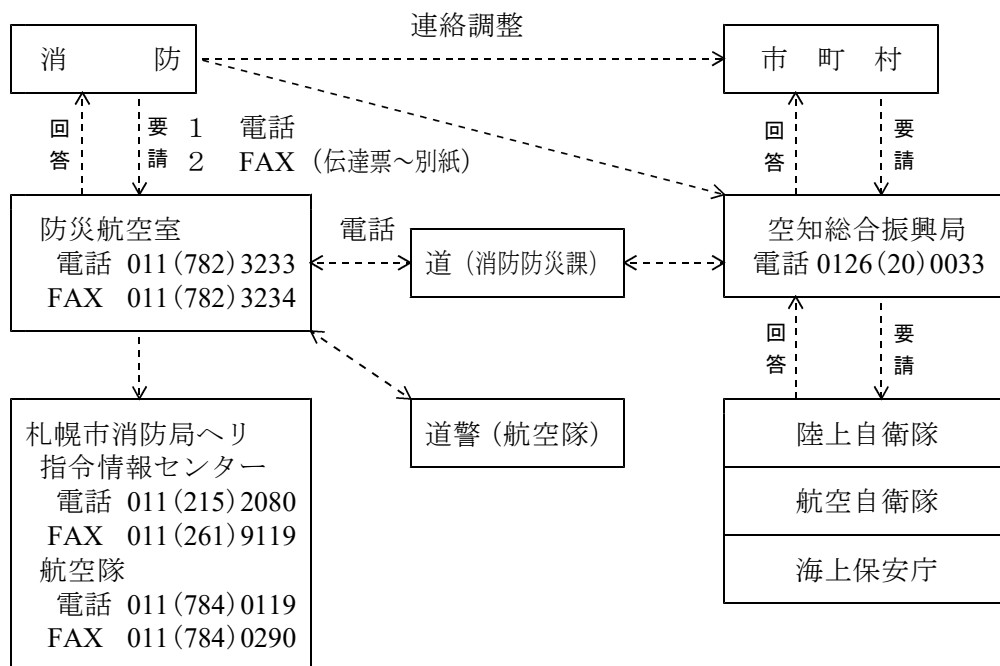 連絡調整
消　　防
市　町　村
回答
要請
1　電話
2　FAX（伝達票～別紙）
回答
要請
防災航空室
電話 011(782)3233
FAX 011(782)3234
電話
道（消防防災課）
空知総合振興局
電話 0126(20)0033
回答
要請
札幌市消防局ヘリ
指令情報センター
電話 011(215)2080
FAX 011(261)9119
航空隊
電話 011(784)0119
FAX 011(784)0290
道警（航空隊）
陸上自衛隊
航空自衛隊
海上保安庁